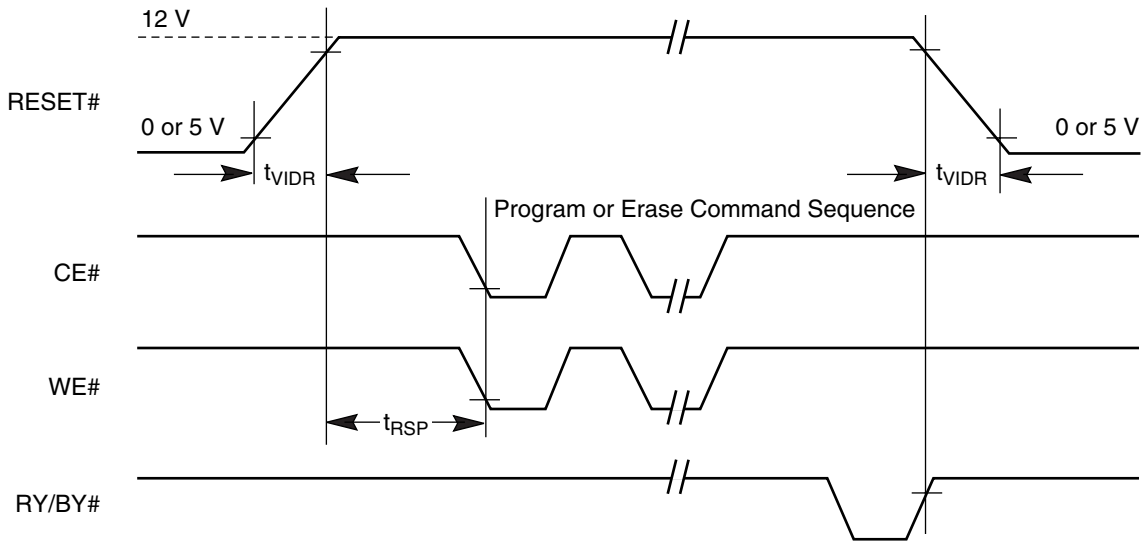 12 V
RESET#
0 or 5 V
0 or 5 V
tVIDR
tVIDR
Program or Erase Command Sequence
CE#
WE#
tRSP
RY/BY#